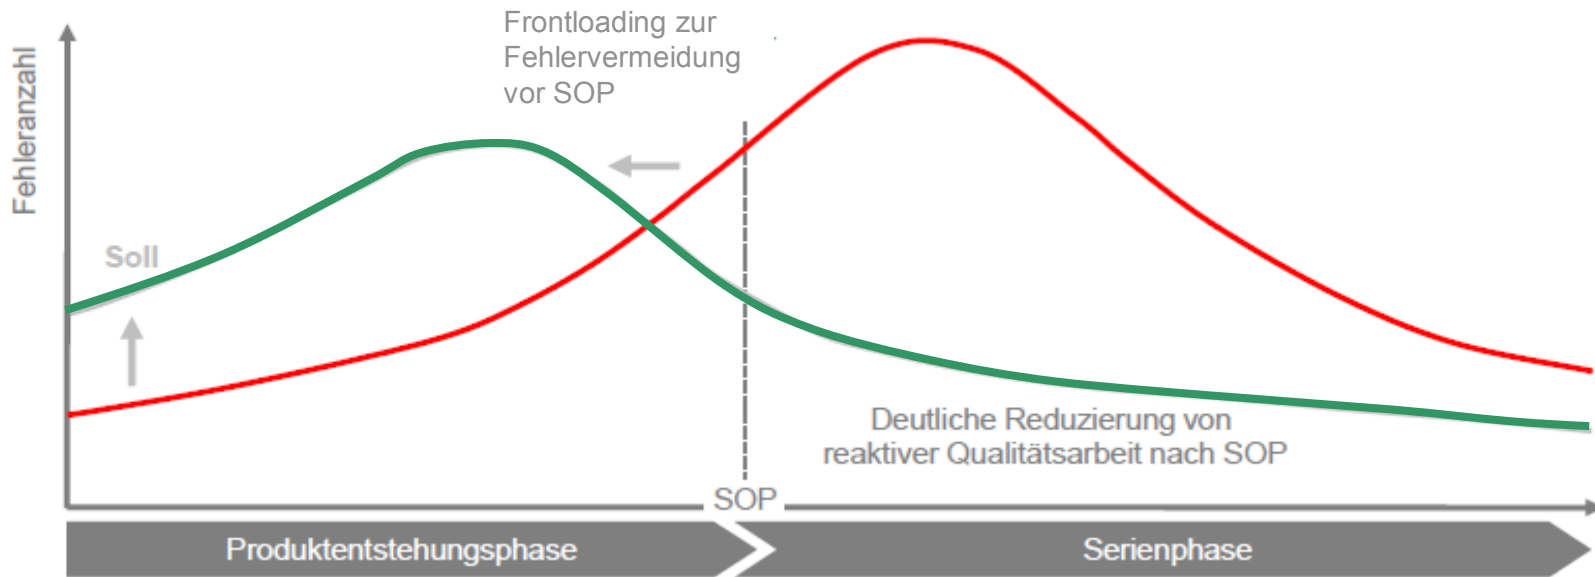 Frontloading zur
Fehlervermeidung
vor SOP
Fehleranzahl
Soll
Deutliche Reduzierung von
reaktiver Qualitätsarbeit nach SOP
SOP
Produktentstehungsphase
Serienphase